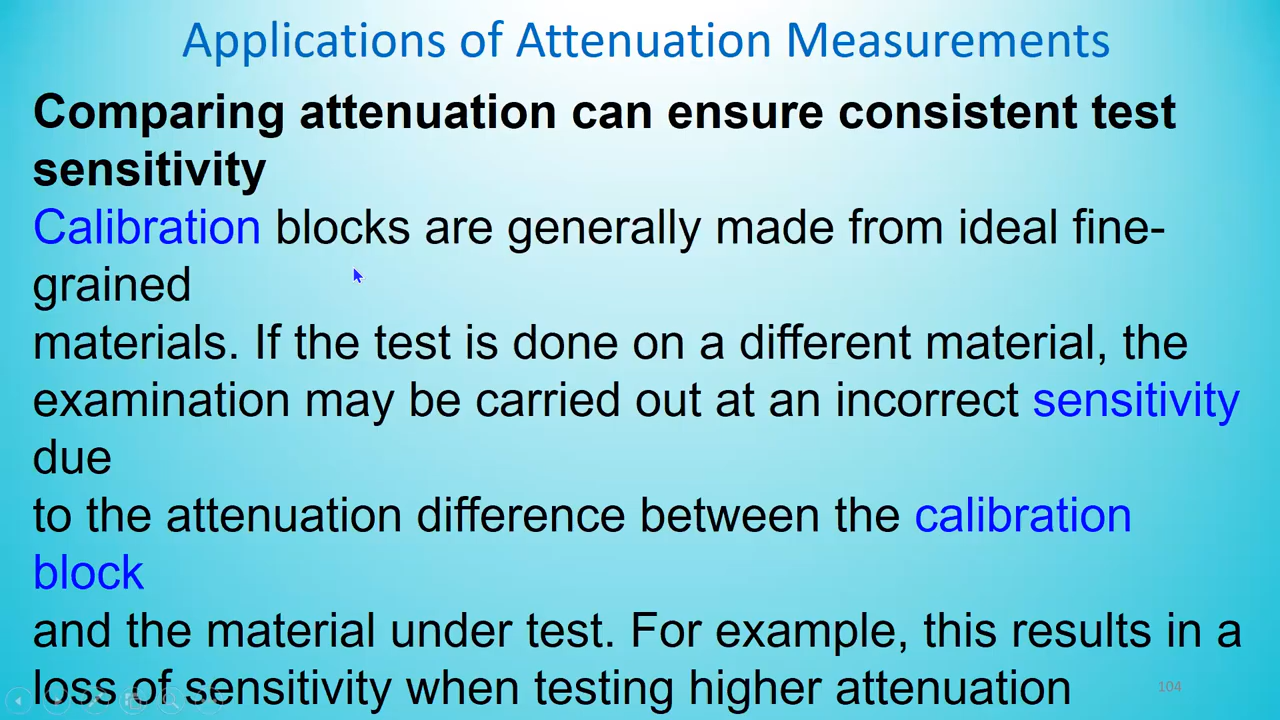 Applications of Attenuation Measurements
Comparing attenuation can ensure consistent test
sensitivity
Calibration blocks are generally made from ideal fine-
grained
materials. If the test is done on a different material, the
examination may be carried out at an incorrect sensitivity
due
to the attenuation difference between the calibration
block
and the material under test. For example, this results in a
loss of sensitivity when testing higher attenuation
104